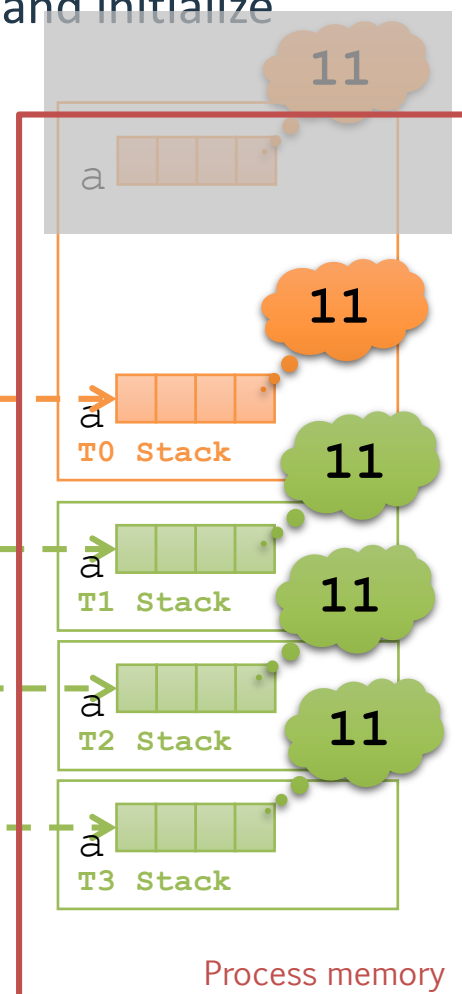 and initialize
11
a
11
a
T0 Stack
11
a
T1 Stack
11
a
T2 Stack
11
a
T3 Stack
Process memory